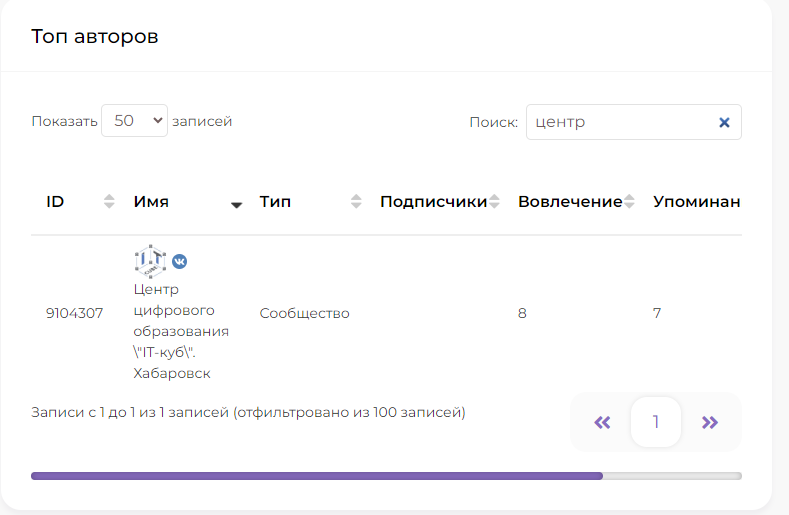 Топ авторов
Показать 50 записей
Поиск: центр
ID Имя Тип Подписчики Вовлечение Упоминан
IT
Центр
9104307 цифрового образования \"IT-куб\". Хабаровск Сообщество 8 7
Записи с 1 до 1 из 1 записей (отфильтровано из 100 записей)
« 1 »